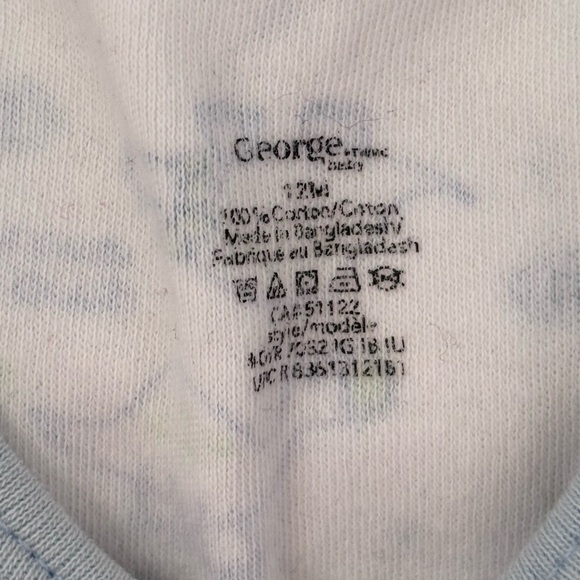 George
baby
12M
100% Cotton/Coton
Made in Bangladesh/
Fabriqué au Bangladesh
CA# 51122
style/modèle